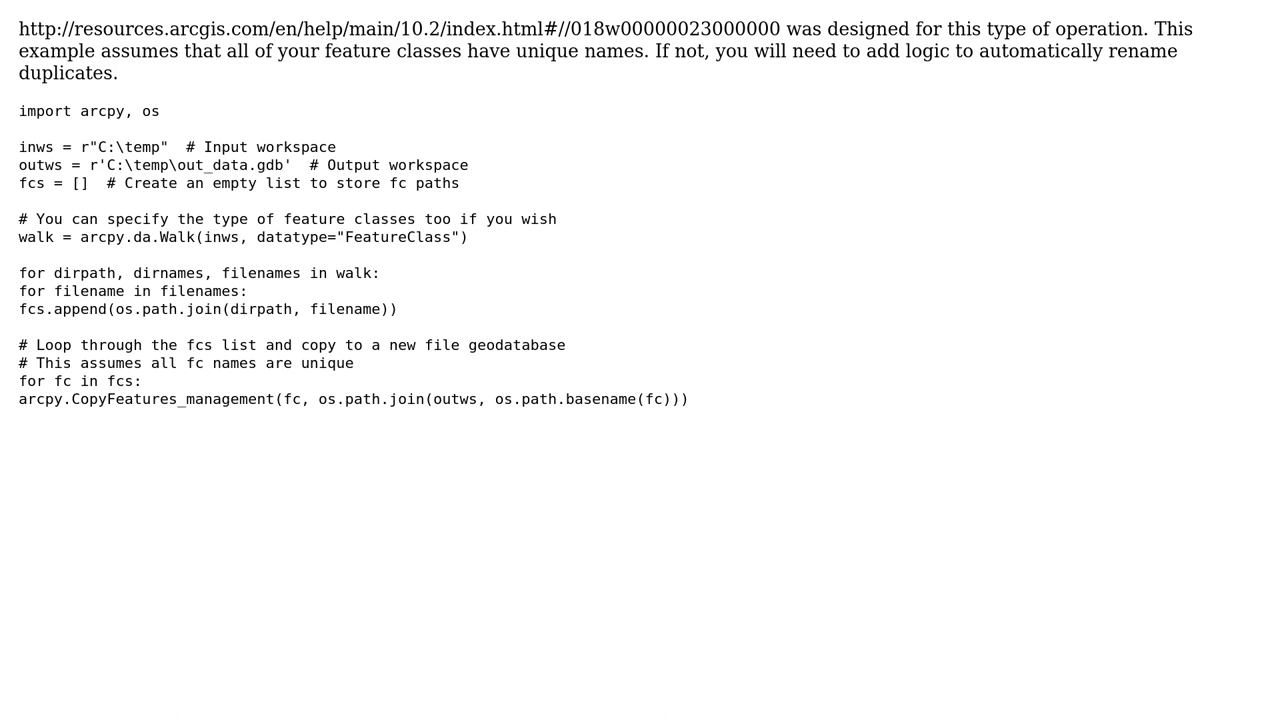 http://resources.arcgis.com/en/help/main/10.2/index.html#//018w00000023000000 was designed for this type of operation. This
example assumes that all of your feature classes have unique names. If not, you will need to add logic to automatically rename
duplicates.
import arcpy, os
inws = r"C:\temp"  # Input workspace
outws = r'C:\temp\out_data.gdb'  # Output workspace
fcs = []  # Create an empty list to store fc paths
# You can specify the type of feature classes too if you wish
walk = arcpy.da.Walk(inws, datatype="FeatureClass")
for dirpath, dirnames, filenames in walk:
for filename in filenames:
fcs.append(os.path.join(dirpath, filename))
# Loop through the fcs list and copy to a new file geodatabase
# This assumes all fc names are unique
for fc in fcs:
arcpy.CopyFeatures_management(fc, os.path.join(outws, os.path.basename(fc)))